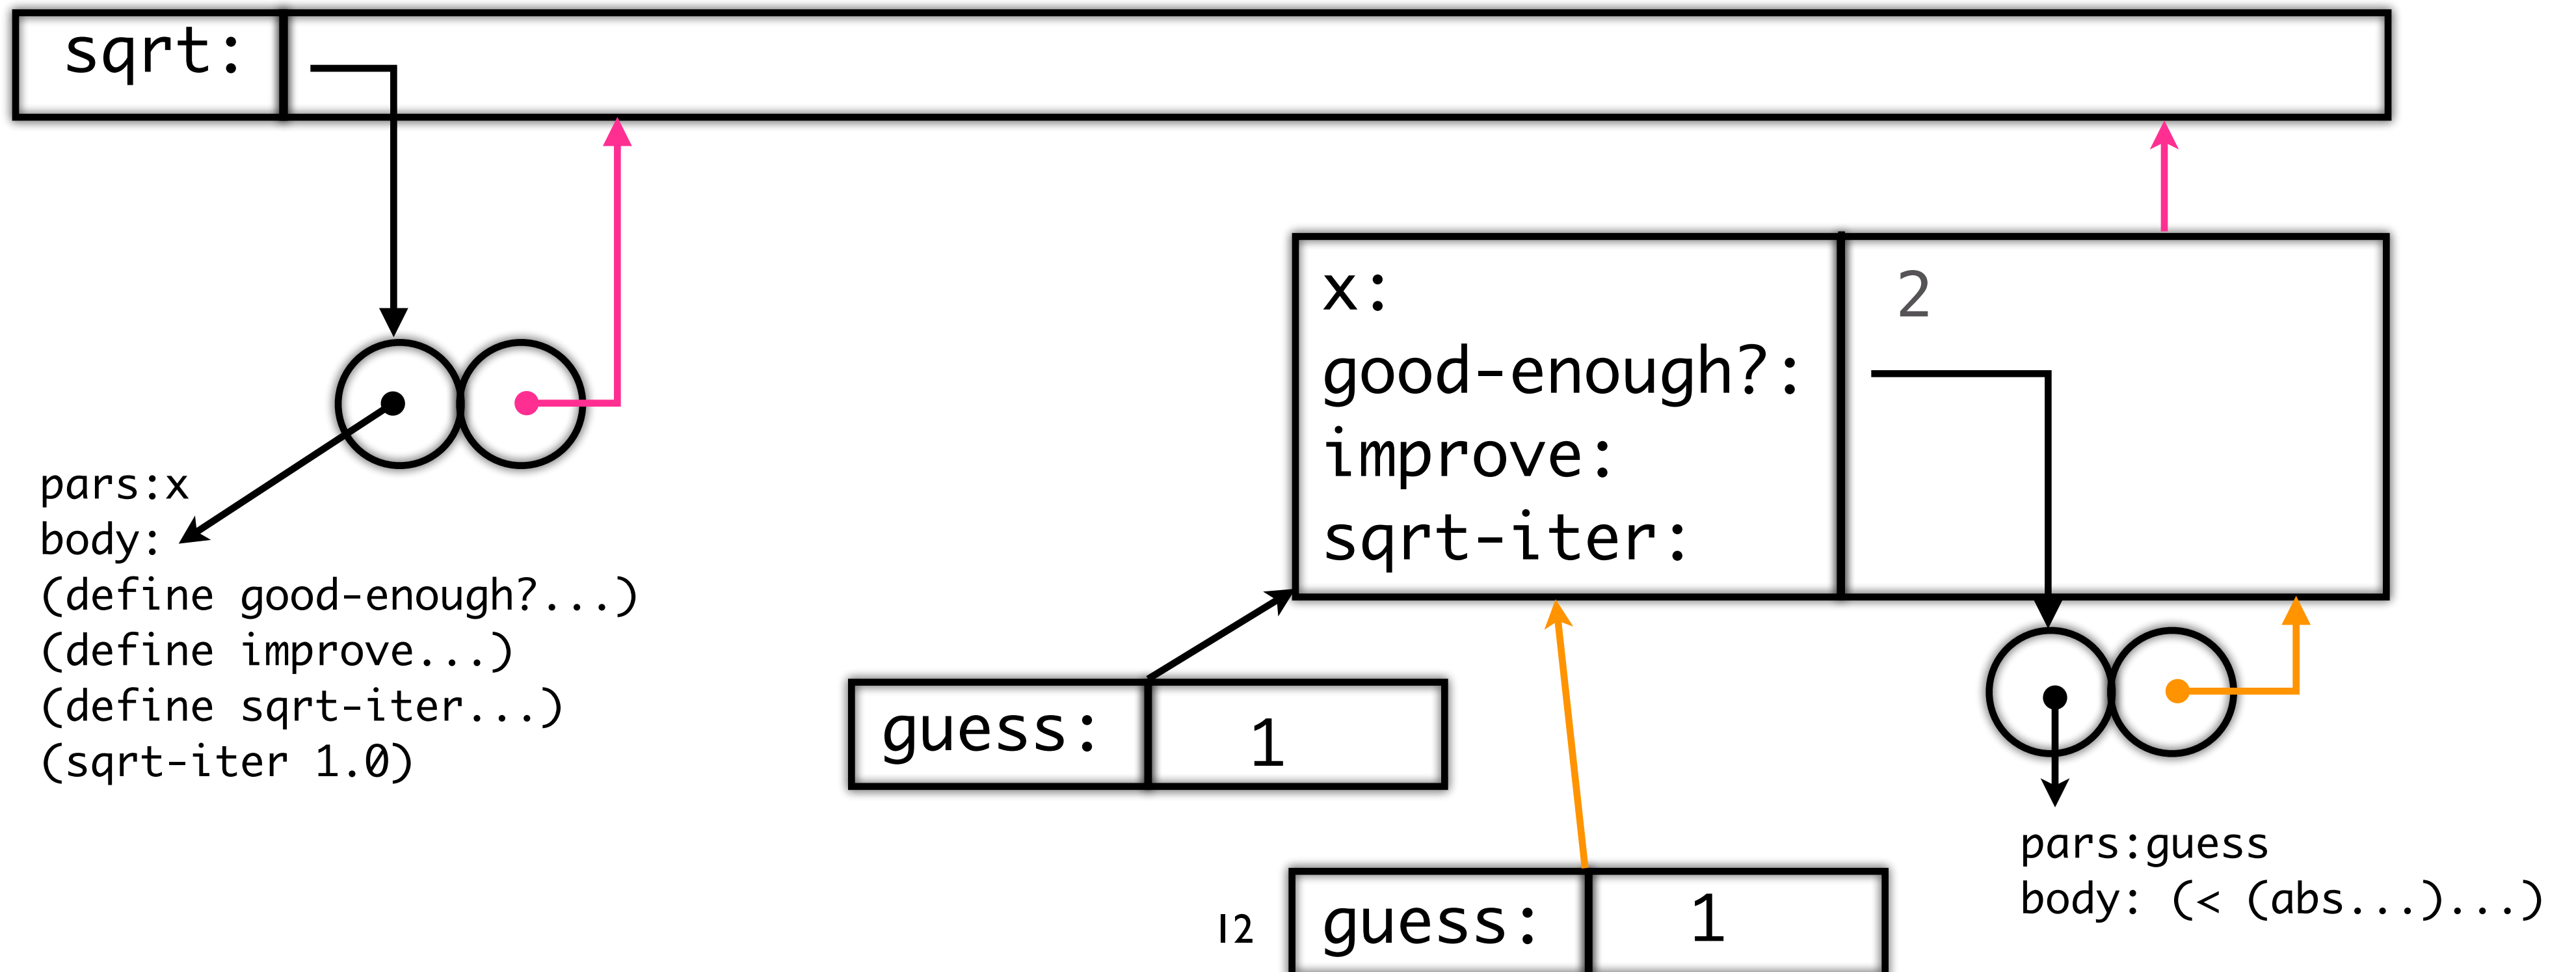 sqrt:
x: 2
good-enough?:
improve:
sqrt-iter:
pars:x
body:
(define good-enough?...)
(define improve...)
(define sqrt-iter...)
(sqrt-iter 1.0)
guess: 1
pars:guess
body: (< (abs...)...)
guess: 1
12